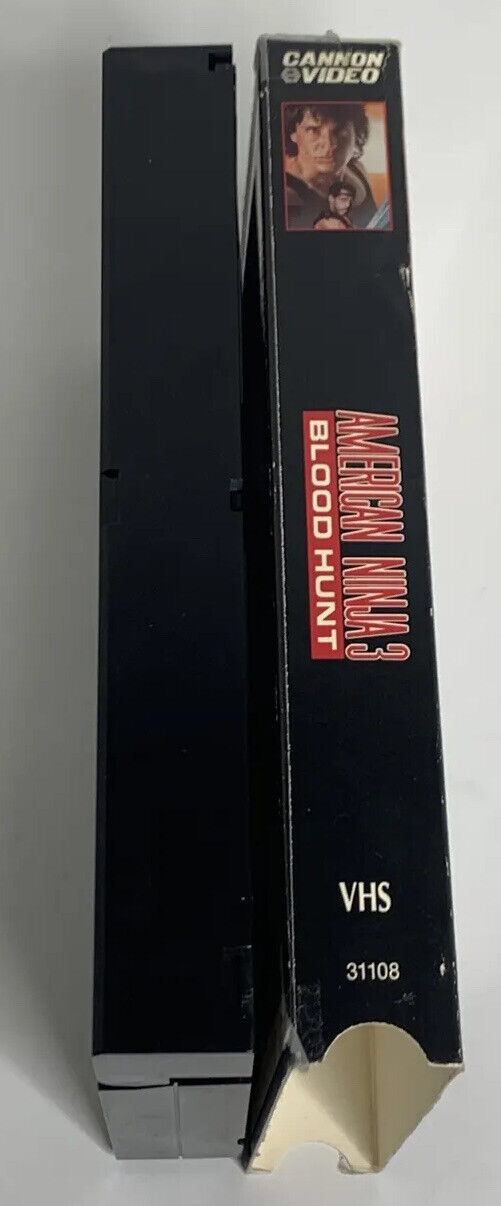 CANNON
VIDEO
AMERICAN NINJA 3
BLOOD HUNT
VHS
31108